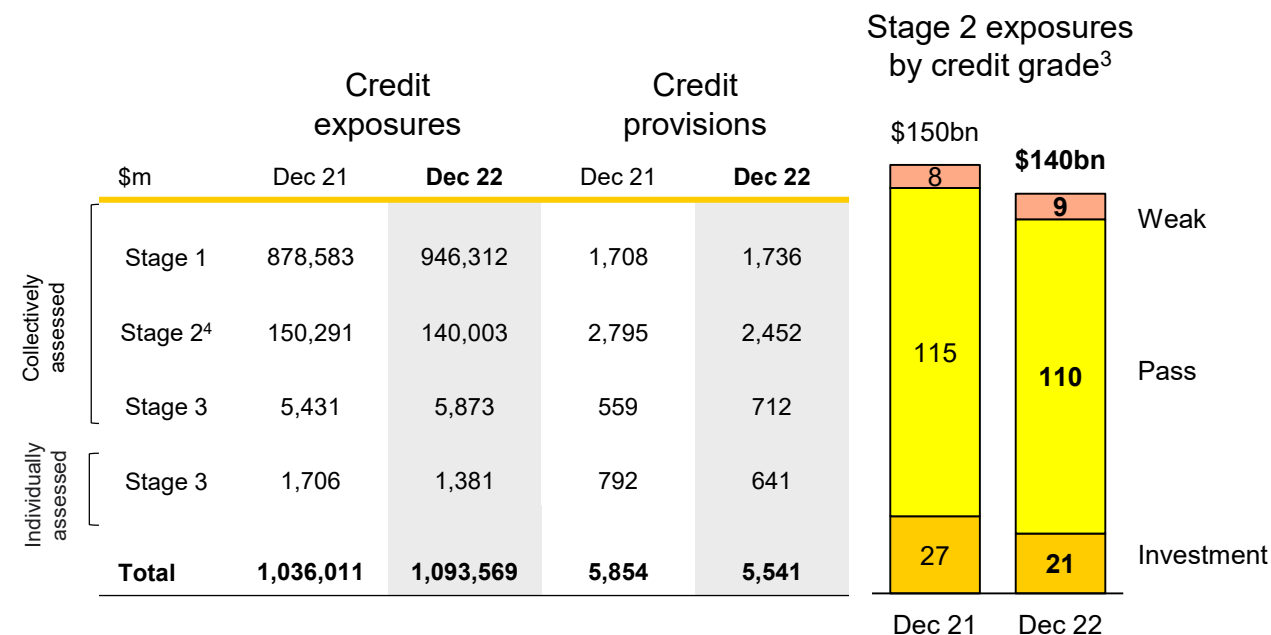 Stage 2 exposures
by credit grade³
Credit
exposures
Credit
provisions
$m
Dec 21
Dec 22
Dec 21
Dec 22
Collectively
assessed
Stage 1
878,583
946,312
1,708
1,736
Stage 2⁴
150,291
140,003
2,795
2,452
Stage 3
5,431
5,873
559
712
Individually
assessed
Stage 3
1,706
1,381
792
641
Total
1,036,011
1,093,569
5,854
5,541
$150bn
$140bn
8
9
Weak
115
110
Pass
27
21
Investment
Dec 21
Dec 22